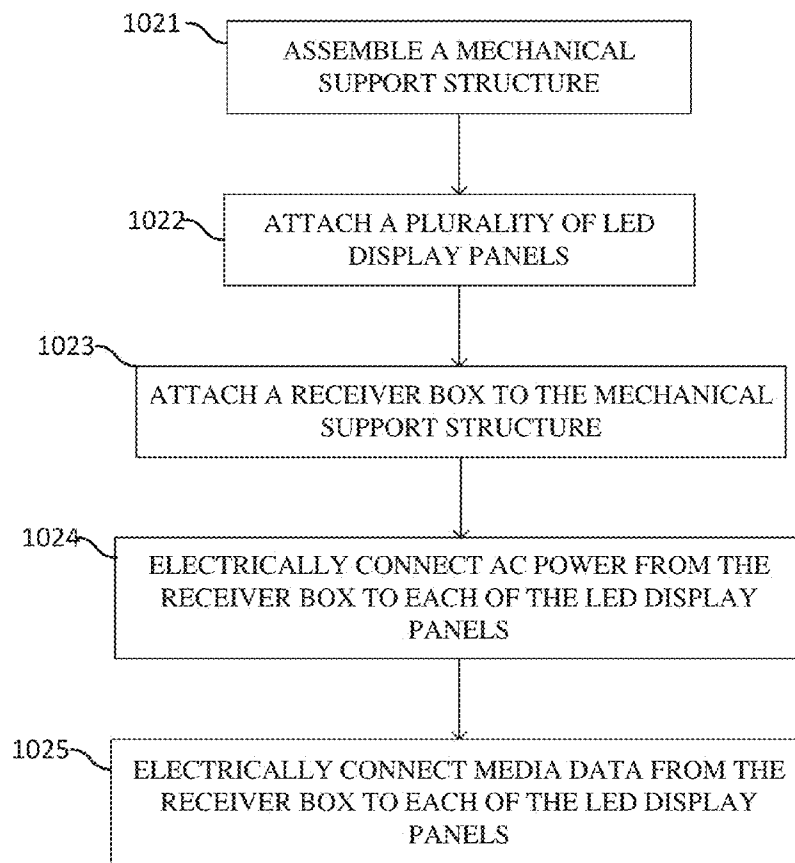 1021
ASSEMBLE A MECHANICAL
SUPPORT STRUCTURE
1022
ATTACH A PLURALITY OF LED
DISPLAY PANELS
1023
ATTACH A RECEIVER BOX TO THE MECHANICAL
SUPPORT STRUCTURE
1024
ELECTRICALLY CONNECT AC POWER FROM THE
RECEIVER BOX TO EACH OF THE LED DISPLAY
PANELS
1025
ELECTRICALLY CONNECT MEDIA DATA FROM THE
RECEIVER BOX TO EACH OF THE LED DISPLAY
PANELS